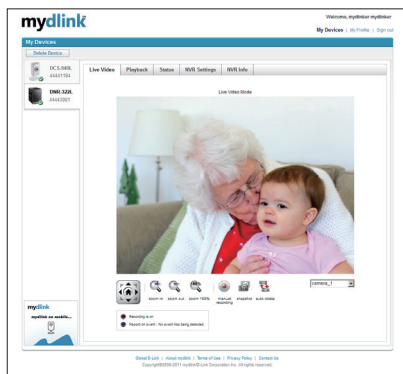 mydlink
Welcome, mydlinker mydlinker
My Devices | My Profile | Sign out
My Devices
Delete Device
DCS-940L
44441184
DNR-322L
44442001
Live Video
Playback
Status
NVR Settings
NVR Info
Live Video Mode
zoom in
zoom out
zoom 100%
manual recording
snapshot
auto rotate
camera_1
Recording is on
Record on event : No event has being detected.
mydlink
mydlink on mobile...
Global D-Link | About mydlink | Terms of Use | Privacy Policy | Contact Us
Copyright©2009-2011 mydlink/D-Link Corporation Inc. All rights reserved.